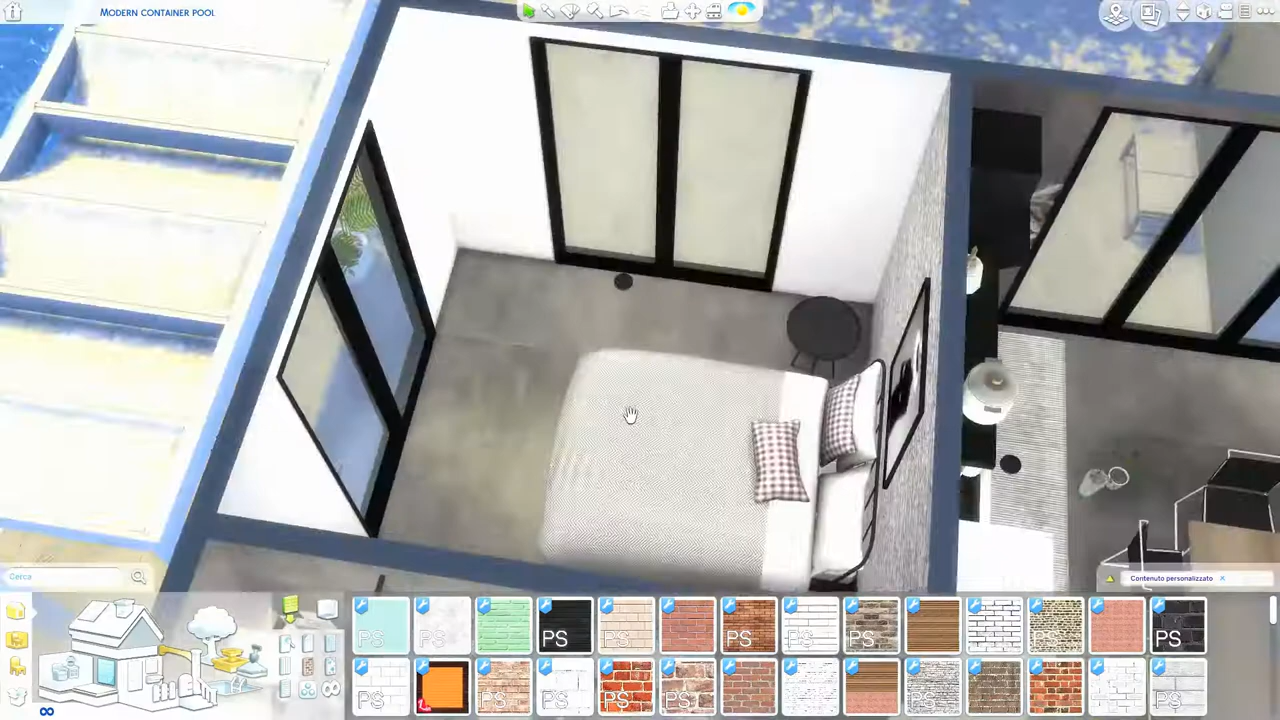 MODERN CONTAINER POOL
Cerca
Contenuto personalizzato
PS PS PS PS PS PS PS PS PS
PS PS PS PS PS PS